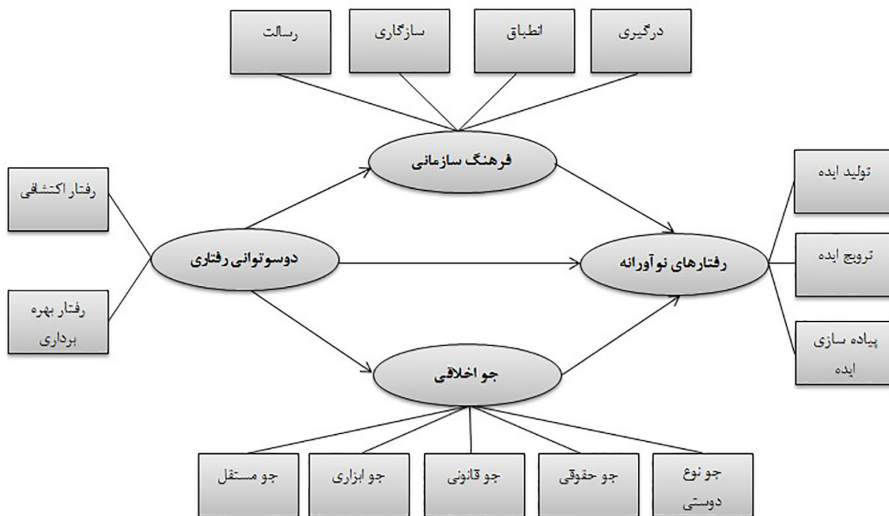 درگیری
انطباق
سازگاری
رسالت
فرهنگ سازمانی
تولید ایده
رفتار اکتشافی
ترویج ایده
رفتارهای نوآورانه
دوسوتوانی رفتاری
رفتار بهره
برداری
پیاده سازی
ایده
جو اخلاقی
جو نوع
دوستی
جو حقوقی
جو قانونی
جو ابزاری
جو مستقل